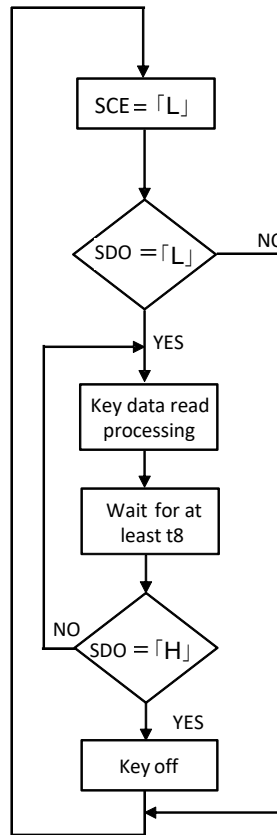 SCE=「L」
SDO =「L」
NO
YES
Key data read
processing
Wait for at
least t8
NO
SDO =「H」
YES
Key off